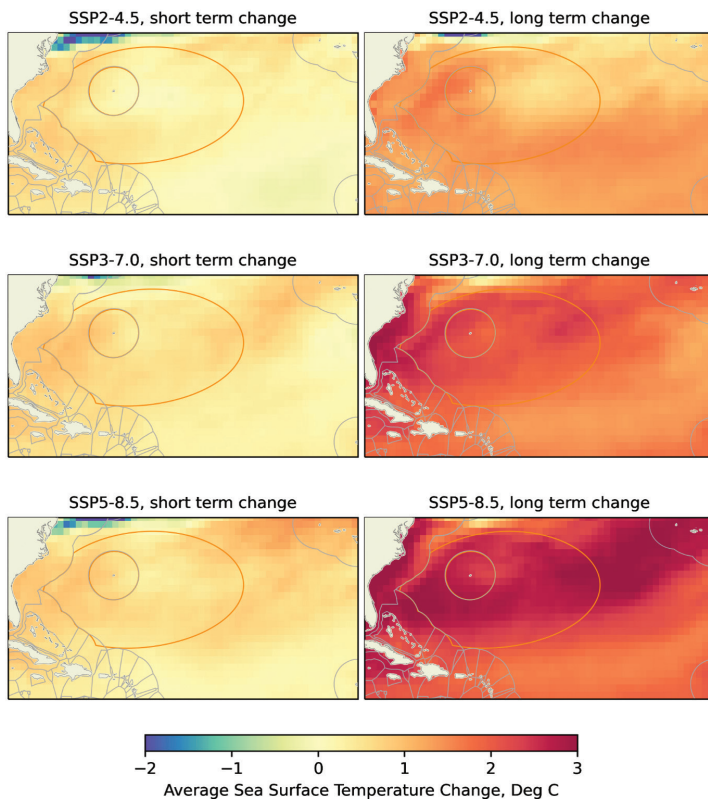 SSP2-4.5, short term change
SSP2-4.5, long term change
SSP3-7.0, short term change
SSP3-7.0, long term change
SSP5-8.5, short term change
SSP5-8.5, long term change
−2 −1 0 1 2 3
Average Sea Surface Temperature Change, Deg C